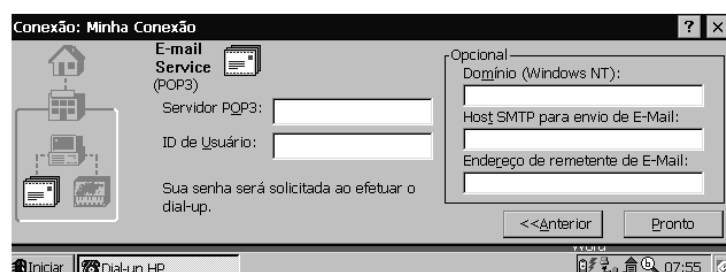 Conexão: Minha Conexão
? ×
E-mail
Service
(POP3)
Servidor POP3:
ID de Usuário:
Sua senha será solicitada ao efetuar o
dial-up.
Opcional
Domínio (Windows NT):
Host SMTP para envio de E-Mail:
Endereço de remetente de E-Mail:
<<Anterior
Pronto
Word
Iniciar
Dial-up HP
07:55